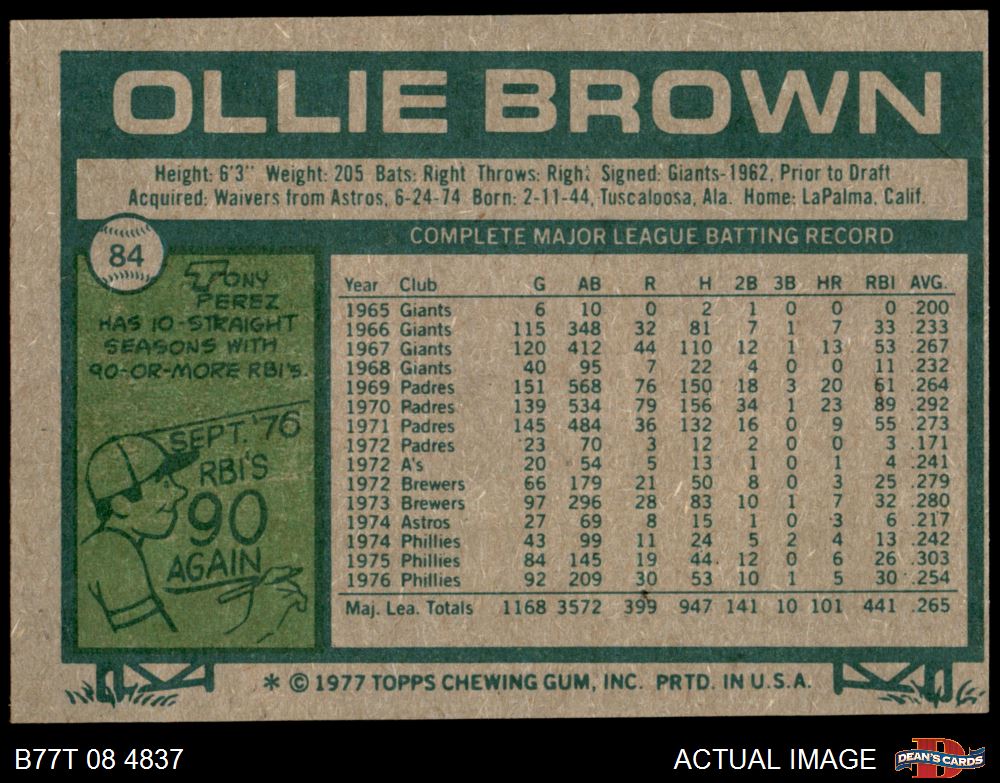 OLLIE BROWN
Height: 6'3" Weight: 205 Bats: Right Throws: Right Signed: Giants-1962, Prior to Draft
Acquired: Waivers from Astros, 6-24-74 Born: 2-11-44, Tuscaloosa, Ala. Home: LaPalma, Calif.
84
TONY
PEREZ
HAS 10-STRAIGHT
SEASONS WITH
90-OR-MORE RBI'S.
SEPT. '76
RBI'S
90
AGAIN
COMPLETE MAJOR LEAGUE BATTING RECORD
Year Club G AB R H 2B 3B HR RBI AVG.
1965 Giants 6 10 0 2 1 0 0 0 .200
1966 Giants 115 348 32 81 7 1 7 33 .233
1967 Giants 120 412 44 110 12 1 13 53 .267
1968 Giants 40 95 7 22 4 0 0 11 .232
1969 Padres 151 568 76 150 18 3 20 61 .264
1970 Padres 139 534 79 156 34 1 23 89 .292
1971 Padres 145 484 36 132 16 0 9 55 .273
1972 Padres 23 70 3 12 2 0 0 3 .171
1972 A's 20 54 5 13 1 0 1 4 .241
1972 Brewers 66 179 21 50 8 0 3 25 .279
1973 Brewers 97 296 28 83 10 1 7 32 .280
1974 Astros 27 69 8 15 1 0 3 6 .217
1974 Phillies 43 99 11 24 5 2 4 13 .242
1975 Phillies 84 145 19 44 12 0 6 26 .303
1976 Phillies 92 209 30 53 10 1 5 30 .254
Maj. Lea. Totals 1168 3572 399 947 141 10 101 441 .265
* © 1977 TOPPS CHEWING GUM, INC. PRTD. IN U.S.A.
B77T 08 4837
ACTUAL IMAGE
D
DEAN'S CARDS